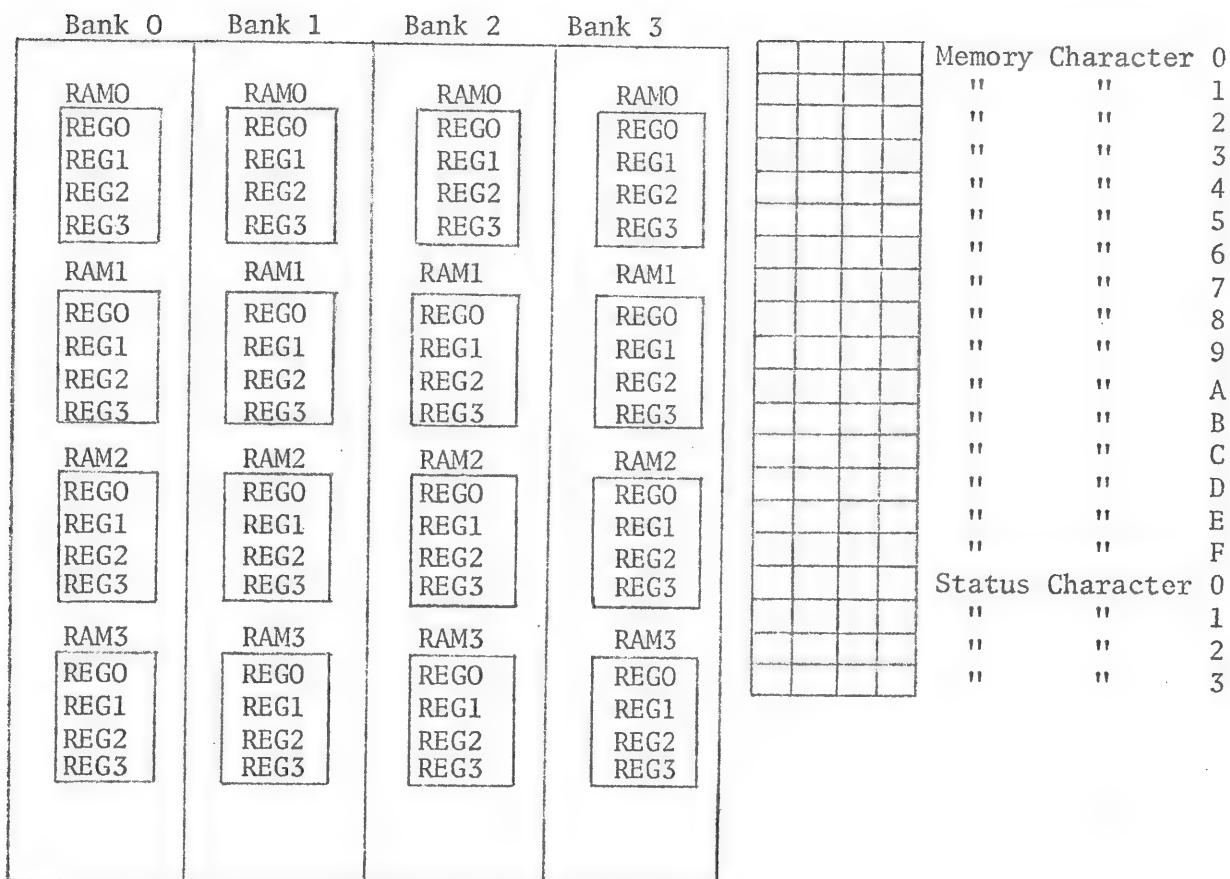 Bank 0 Bank 1 Bank 2 Bank 3
RAM0 RAM0 RAM0 RAM0
REG0 REG0 REG0 REG0
REG1 REG1 REG1 REG1
REG2 REG2 REG2 REG2
REG3 REG3 REG3 REG3
RAM1 RAM1 RAM1 RAM1
REG0 REG0 REG0 REG0
REG1 REG1 REG1 REG1
REG2 REG2 REG2 REG2
REG3 REG3 REG3 REG3
RAM2 RAM2 RAM2 RAM2
REG0 REG0 REG0 REG0
REG1 REG1 REG1 REG1
REG2 REG2 REG2 REG2
REG3 REG3 REG3 REG3
RAM3 RAM3 RAM3 RAM3
REG0 REG0 REG0 REG0
REG1 REG1 REG1 REG1
REG2 REG2 REG2 REG2
REG3 REG3 REG3 REG3
Memory Character 0
" " 1
" " 2
" " 3
" " 4
" " 5
" " 6
" " 7
" " 8
" " 9
" " A
" " B
" " C
" " D
" " E
" " F
Status Character 0
" " 1
" " 2
" " 3